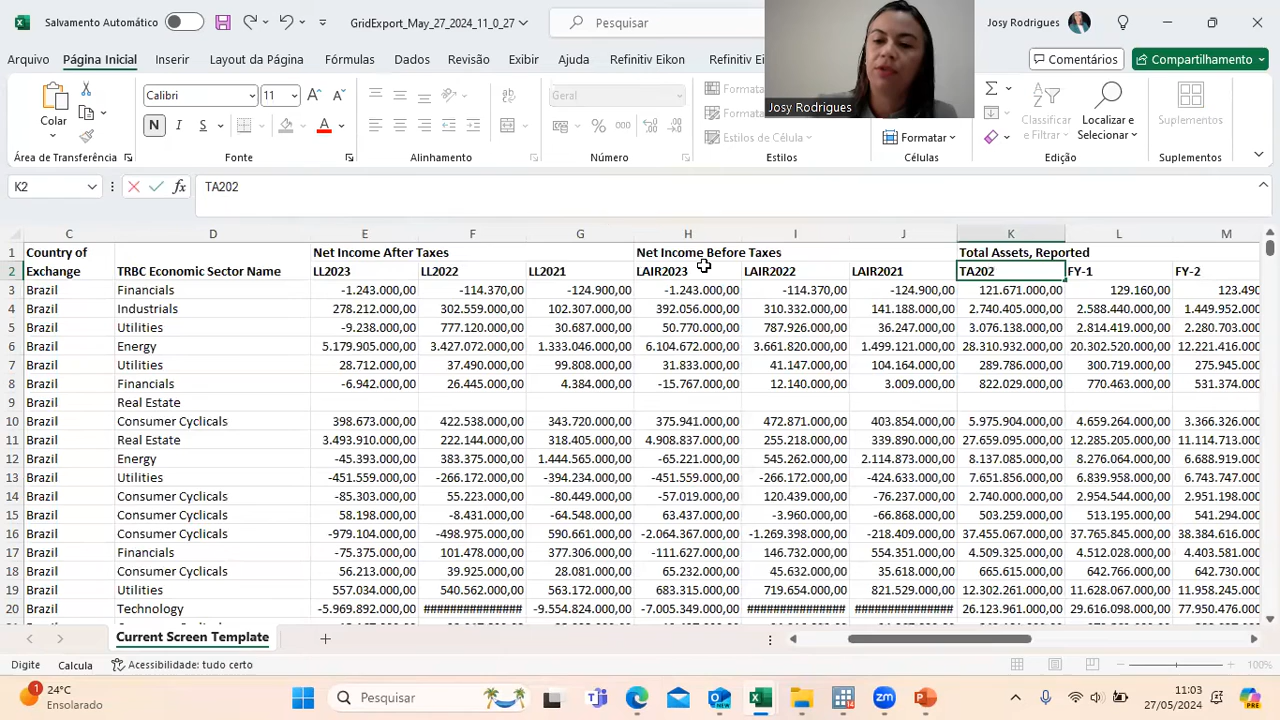 Salvamento Automático
GridExport_May_27_2024_11_0_27
Pesquisar
Josy Rodrigues
Arquivo Página Inicial Inserir Layout da Página Fórmulas Dados Revisão Exibir Ajuda Refinitiv Eikon Refinitiv
Comentários
Compartilhamento
Calibri 11 Geral
Formata
Formata
N I S
% 000
Estilos de Célula
Formatar
Colar
Classificar e Filtrar
Localizar e Selecionar
Suplementos
Área de Transferência Fonte Alinhamento Número Estilos Células Edição Suplementos
Josy Rodrigues
K2 fx TA202
C D E F G H I J K L M
1 Country of Net Income After Taxes Net Income Before Taxes Total Assets, Reported
2 Exchange TRBC Economic Sector Name LL2023 LL2022 LL2021 LAIR2023 LAIR2022 LAIR2021 TA202 FY-1 FY-2
3 Brazil Financials -1.243.000,00 -114.370,00 -124.900,00 -1.243.000,00 -114.370,00 -124.900,00 121.671.000,00 129.160,00 123.490
4 Brazil Industrials 278.212.000,00 302.559.000,00 102.307.000,00 392.056.000,00 310.332.000,00 141.188.000,00 2.740.405.000,00 2.588.440.000,00 1.449.952.000
5 Brazil Utilities -9.238.000,00 777.120.000,00 30.687.000,00 50.770.000,00 787.926.000,00 36.247.000,00 3.076.138.000,00 2.814.419.000,00 2.280.703.000
6 Brazil Energy 5.179.905.000,00 3.427.072.000,00 1.333.046.000,00 6.104.672.000,00 3.661.820.000,00 1.499.121.000,00 28.310.932.000,00 20.302.520.000,00 12.221.416.000
7 Brazil Utilities 28.712.000,00 37.490.000,00 99.808.000,00 31.833.000,00 41.147.000,00 104.164.000,00 289.786.000,00 300.719.000,00 275.945.000
8 Brazil Financials -6.942.000,00 26.445.000,00 4.384.000,00 -15.767.000,00 12.140.000,00 3.009.000,00 822.029.000,00 770.463.000,00 531.374.000
9 Brazil Real Estate
10 Brazil Consumer Cyclicals 398.673.000,00 422.538.000,00 343.720.000,00 375.941.000,00 472.871.000,00 403.854.000,00 5.975.904.000,00 4.659.264.000,00 3.366.326.000
11 Brazil Real Estate 3.493.910.000,00 222.144.000,00 318.405.000,00 4.908.837.000,00 255.218.000,00 339.890.000,00 27.659.095.000,00 12.285.205.000,00 11.114.713.000
12 Brazil Energy -45.393.000,00 383.375.000,00 1.444.565.000,00 -65.221.000,00 545.262.000,00 2.114.873.000,00 8.137.085.000,00 8.276.064.000,00 6.688.919.000
13 Brazil Utilities -451.559.000,00 -266.172.000,00 -394.234.000,00 -451.559.000,00 -266.172.000,00 -424.633.000,00 7.651.856.000,00 6.839.958.000,00 6.743.747.000
14 Brazil Consumer Cyclicals -85.303.000,00 55.223.000,00 -80.449.000,00 -57.019.000,00 120.439.000,00 -76.237.000,00 2.740.000.000,00 2.954.544.000,00 2.951.198.000
15 Brazil Consumer Cyclicals 58.198.000,00 -8.431.000,00 -64.548.000,00 63.437.000,00 -3.960.000,00 -66.868.000,00 503.259.000,00 513.195.000,00 541.294.000
16 Brazil Consumer Cyclicals -979.104.000,00 -498.975.000,00 590.661.000,00 -2.064.367.000,00 -1.269.398.000,00 -218.409.000,00 37.455.067.000,00 37.765.845.000,00 38.384.616.000
17 Brazil Financials -75.375.000,00 101.478.000,00 377.306.000,00 -111.627.000,00 146.732.000,00 554.351.000,00 4.509.325.000,00 4.512.028.000,00 4.403.581.000
18 Brazil Consumer Cyclicals 56.213.000,00 39.925.000,00 28.081.000,00 65.232.000,00 45.432.000,00 35.618.000,00 665.615.000,00 642.766.000,00 642.730.000
19 Brazil Utilities 557.034.000,00 540.562.000,00 563.172.000,00 683.315.000,00 719.654.000,00 821.529.000,00 12.302.261.000,00 11.628.067.000,00 11.958.245.000
20 Brazil Technology -5.969.892.000,00 ############### -9.554.824.000,00 -7.005.349.000,00 ############### ############### 26.123.961.000,00 29.616.098.000,00 77.950.476.000
Current Screen Template
Digite Calcula Acessibilidade: tudo certo 100%
1
24°C
Ensolarado
Pesquisar
11:03
27/05/2024